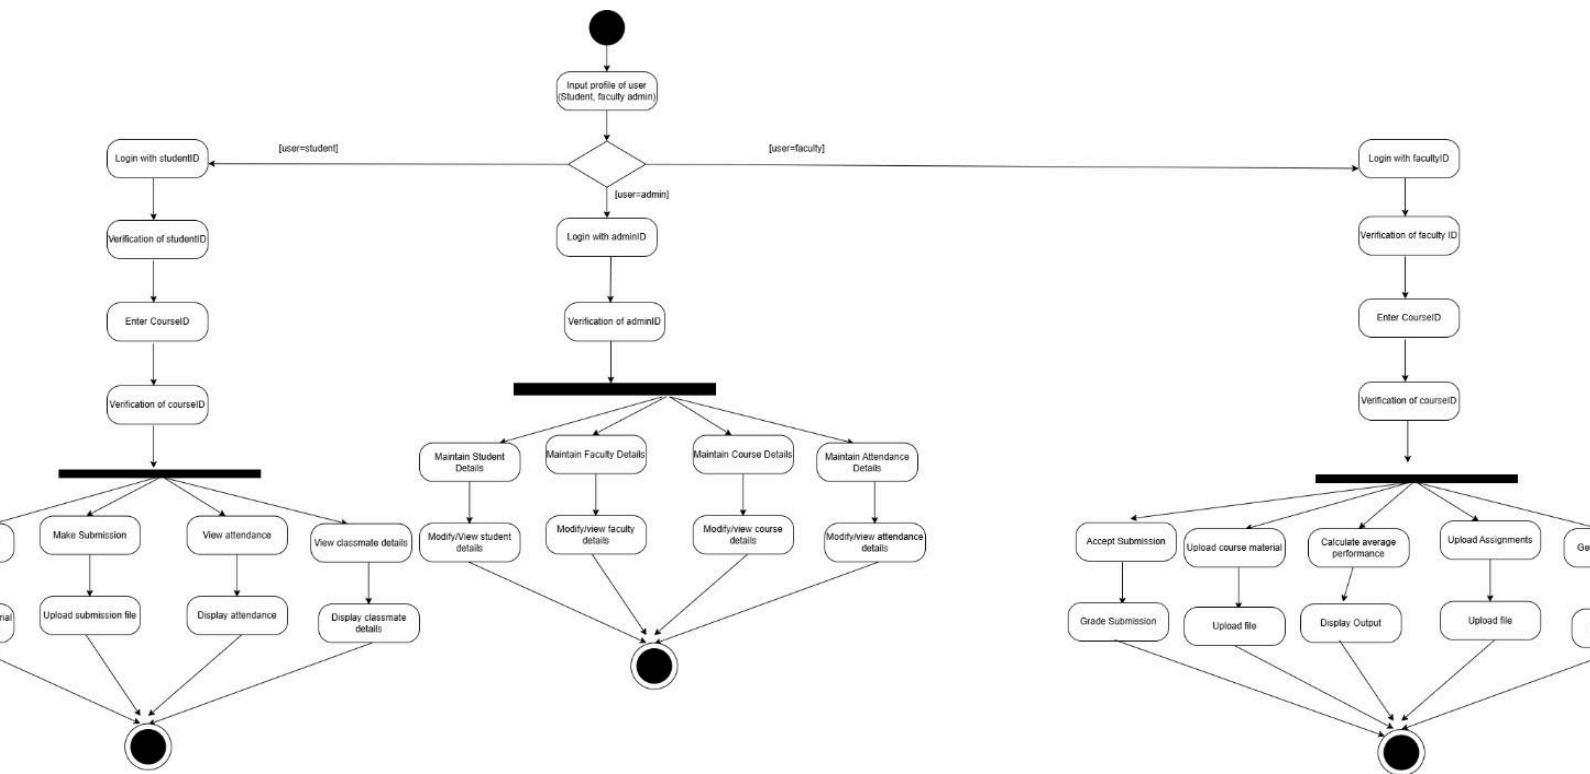 Input profile of user
(Student, faculty admin)
[user=student]
[user=faculty]
[user=admin]
Login with studentID
Verification of studentID
Enter CourseID
Verification of courseID
Make Submission
View attendance
View classmate details
Upload submission file
Display attendance
Display classmate
details
Login with adminID
Verification of adminID
Maintain Student
Details
Maintain Faculty Details
Maintain Course Details
Maintain Attendance
Details
Modify/View student
details
Modify/view faculty
details
Modify/view course
details
Modify/view attendance
details
Login with facultyID
Verification of faculty ID
Enter CourseID
Verification of courseID
Accept Submission
Upload course material
Calculate average
performance
Upload Assignments
Grade Submission
Upload file
Display Output
Upload file